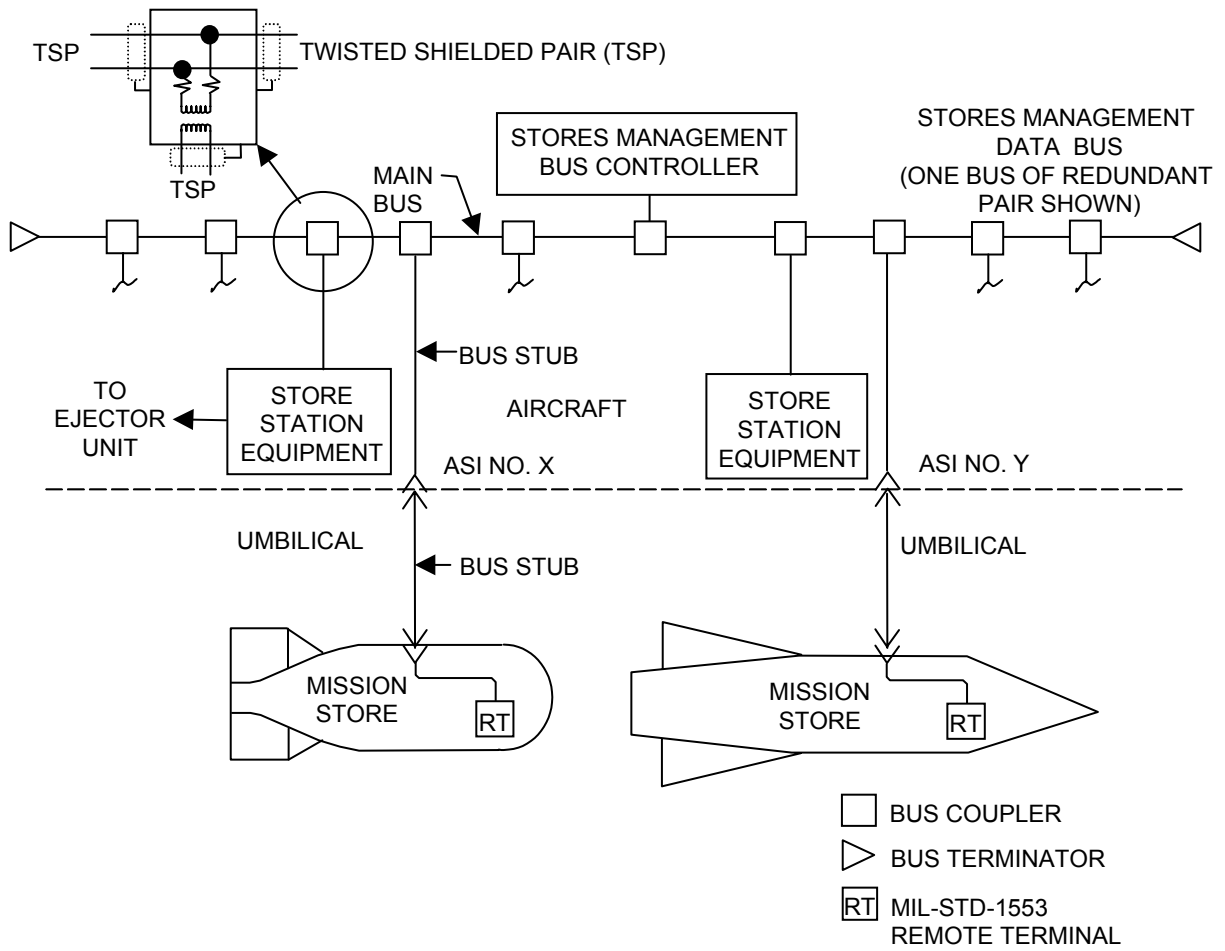 TSP
TWISTED SHIELDED PAIR (TSP)
TSP
STORES MANAGEMENT
BUS CONTROLLER
STORES MANAGEMENT
DATA BUS
(ONE BUS OF REDUNDANT
PAIR SHOWN)
MAIN
BUS
BUS STUB
TO
EJECTOR
UNIT
STORE
STATION
EQUIPMENT
AIRCRAFT
STORE
STATION
EQUIPMENT
ASI NO. X
ASI NO. Y
UMBILICAL
BUS STUB
UMBILICAL
MISSION
STORE
RT
MISSION
STORE
RT
BUS COUPLER
BUS TERMINATOR
RT MIL-STD-1553
REMOTE TERMINAL